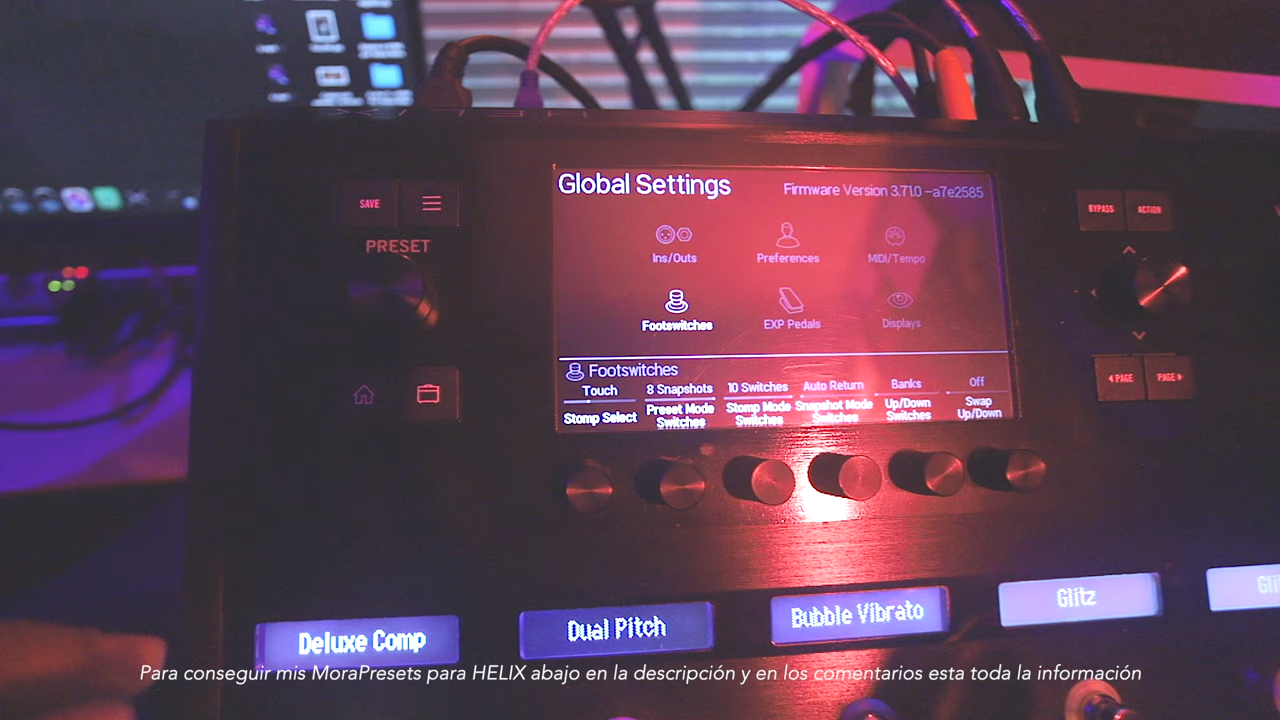 Global Settings
Firmware Version 3.71.0 -a7e2585
SAVE
PRESET
BYPASS
ACTION
Ins/Outs
Preferences
MIDI/Tempo
Footswitches
EXP Pedals
Displays
Footswitches
Touch
8 Snapshots
10 Switches
Auto Return
Banks
Off
Stomp Select
Preset Mode Switches
Stomp Mode Switches
Snapshot Mode Switches
Up/Down Switches
Swap Up/Down
PAGE
PAGE
Deluxe Comp
Dual Pitch
Bubble Vibrato
Glitz
Para conseguir mis MoraPresets para HELIX abajo en la descripción y en los comentarios esta toda la información